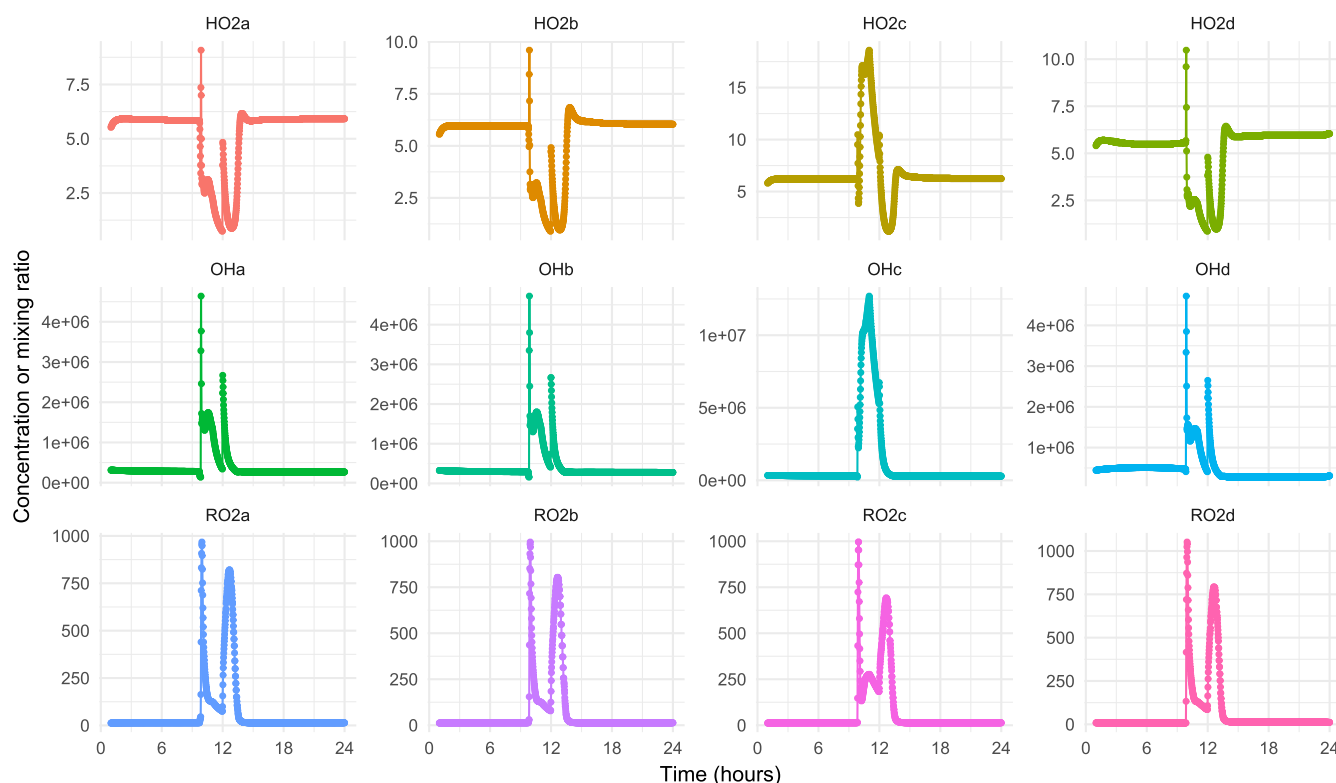 HO2a HO2b HO2c HO2d
7.5
5.0
2.5
10.0
7.5
5.0
2.5
15
10
5
10.0
7.5
5.0
2.5
Concentration or mixing ratio
OHa OHb OHc OHd
4e+06
3e+06
2e+06
1e+06
0e+00
4e+06
3e+06
2e+06
1e+06
0e+00
1e+07
5e+06
0e+00
4e+06
3e+06
2e+06
1e+06
RO2a RO2b RO2c RO2d
1000
750
500
250
0
1000
750
500
250
0
1000
750
500
250
0
1000
750
500
250
0
0 6 12 18 24 0 6 12 18 24 0 6 12 18 24 0 6 12 18 24
Time (hours)